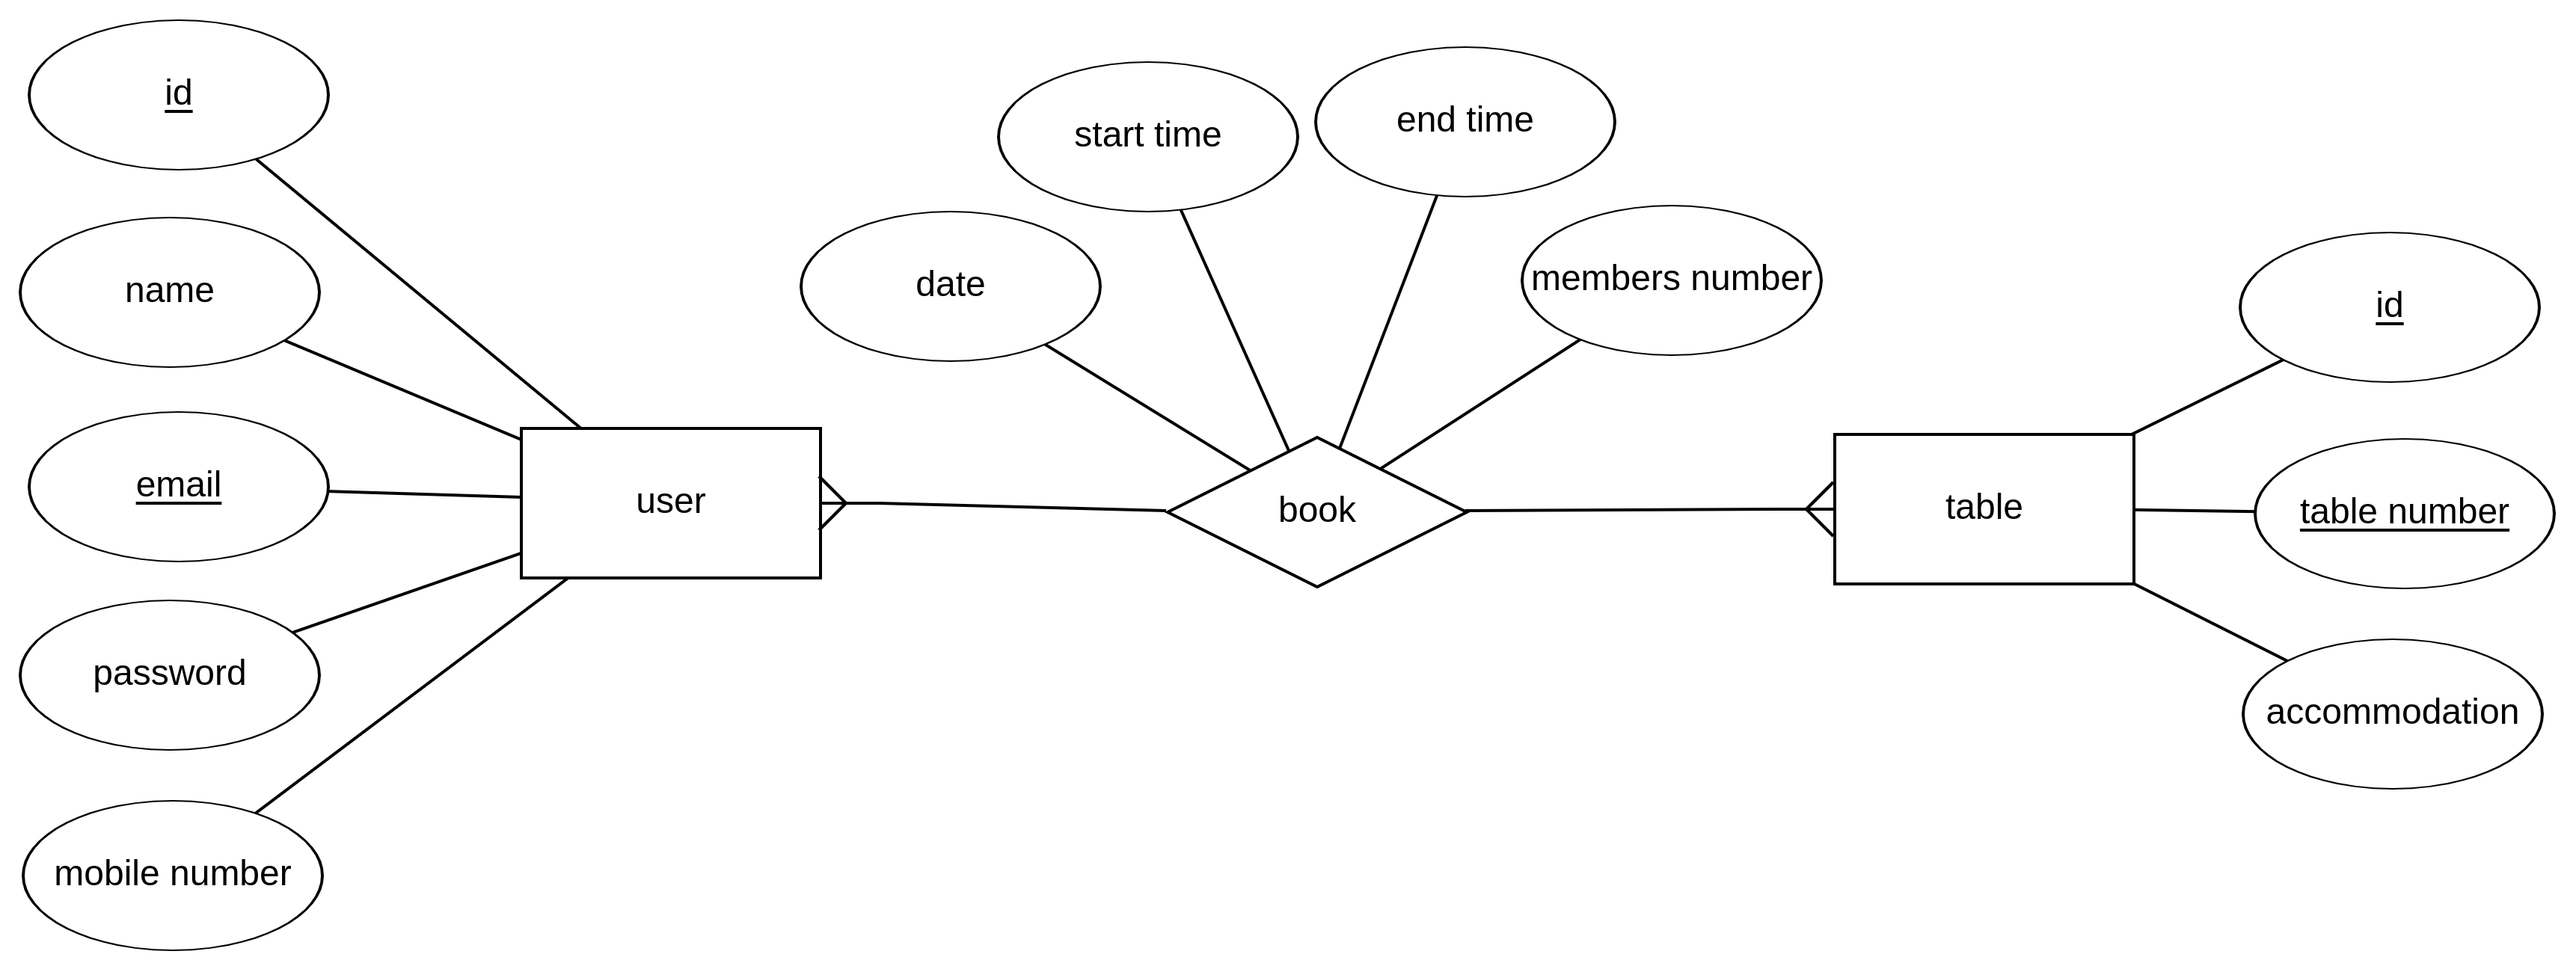 id
name
email
password
mobile number
user
date
start time
end time
members number
book
table
id
table number
accommodation